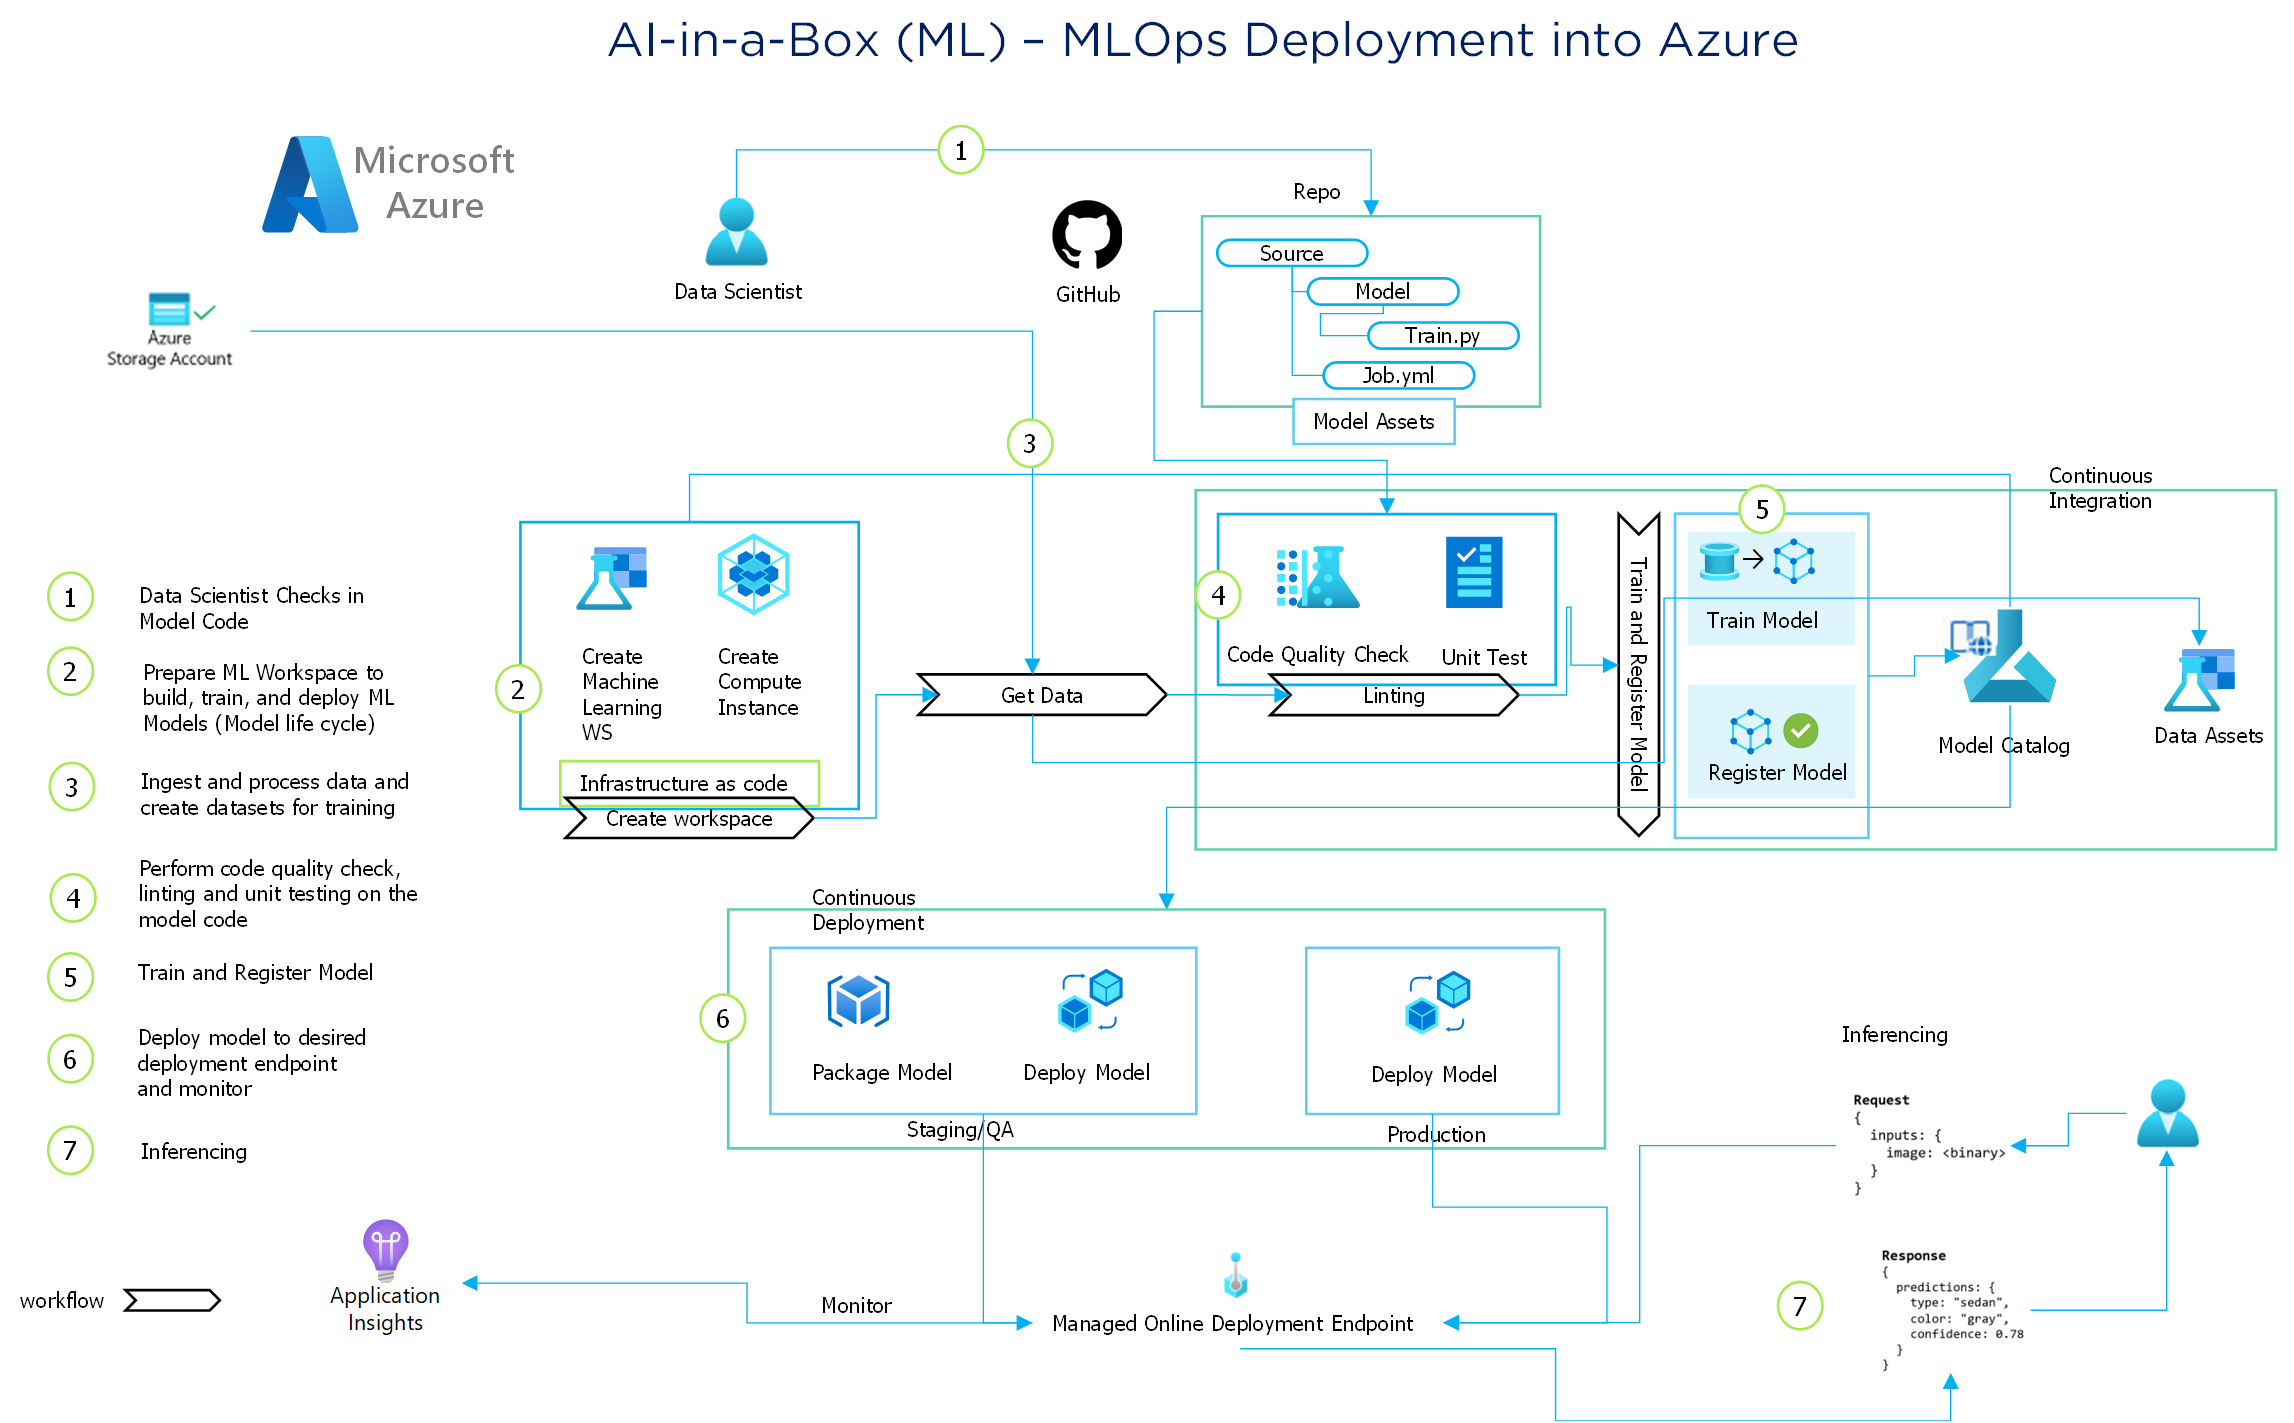 AI-in-a-Box (ML) – MLOps Deployment into Azure
Microsoft
Azure
1
Repo
Data Scientist
GitHub
Source
Model
Train.py
Job.yml
Model Assets
Azure
Storage Account
3
Continuous
Integration
2
Create
Machine
Learning
WS
Create
Compute
Instance
Infrastructure as code
Create workspace
Get Data
4
Code Quality Check
Unit Test
Linting
Train and Register Model
5
Train Model
Register Model
Model Catalog
Data Assets
1
Data Scientist Checks in
Model Code
2
Prepare ML Workspace to
build, train, and deploy ML
Models (Model life cycle)
3
Ingest and process data and
create datasets for training
4
Perform code quality check,
linting and unit testing on the
model code
5
Train and Register Model
6
Deploy model to desired
deployment endpoint
and monitor
7
Inferencing
Continuous
Deployment
6
Package Model
Deploy Model
Staging/QA
Deploy Model
Production
Inferencing
Request
{
inputs: {
image: <binary>
}
}
Response
{
predictions: {
type: "sedan",
color: "gray",
confidence: 0.78
}
}
7
workflow
Application
Insights
Monitor
Managed Online Deployment Endpoint